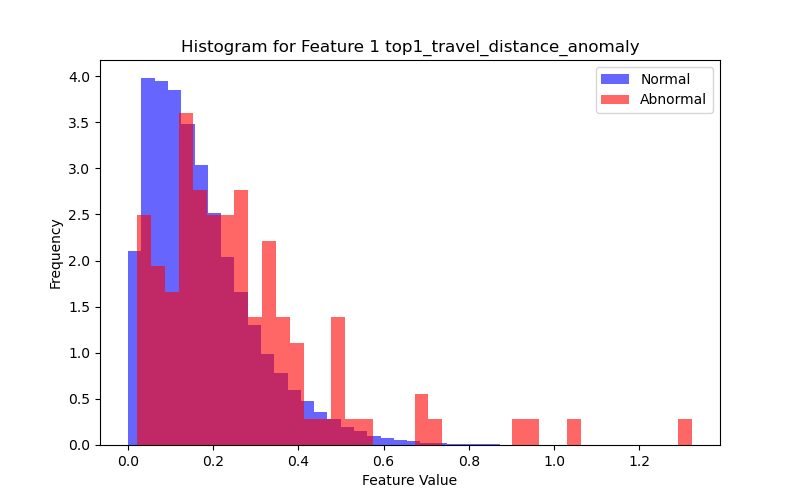 Histogram for Feature 1 top1_travel_distance_anomaly
Normal
Abnormal
Frequency
4.0
3.5
3.0
2.5
2.0
1.5
1.0
0.5
0.0
0.0 0.2 0.4 0.6 0.8 1.0 1.2
Feature Value